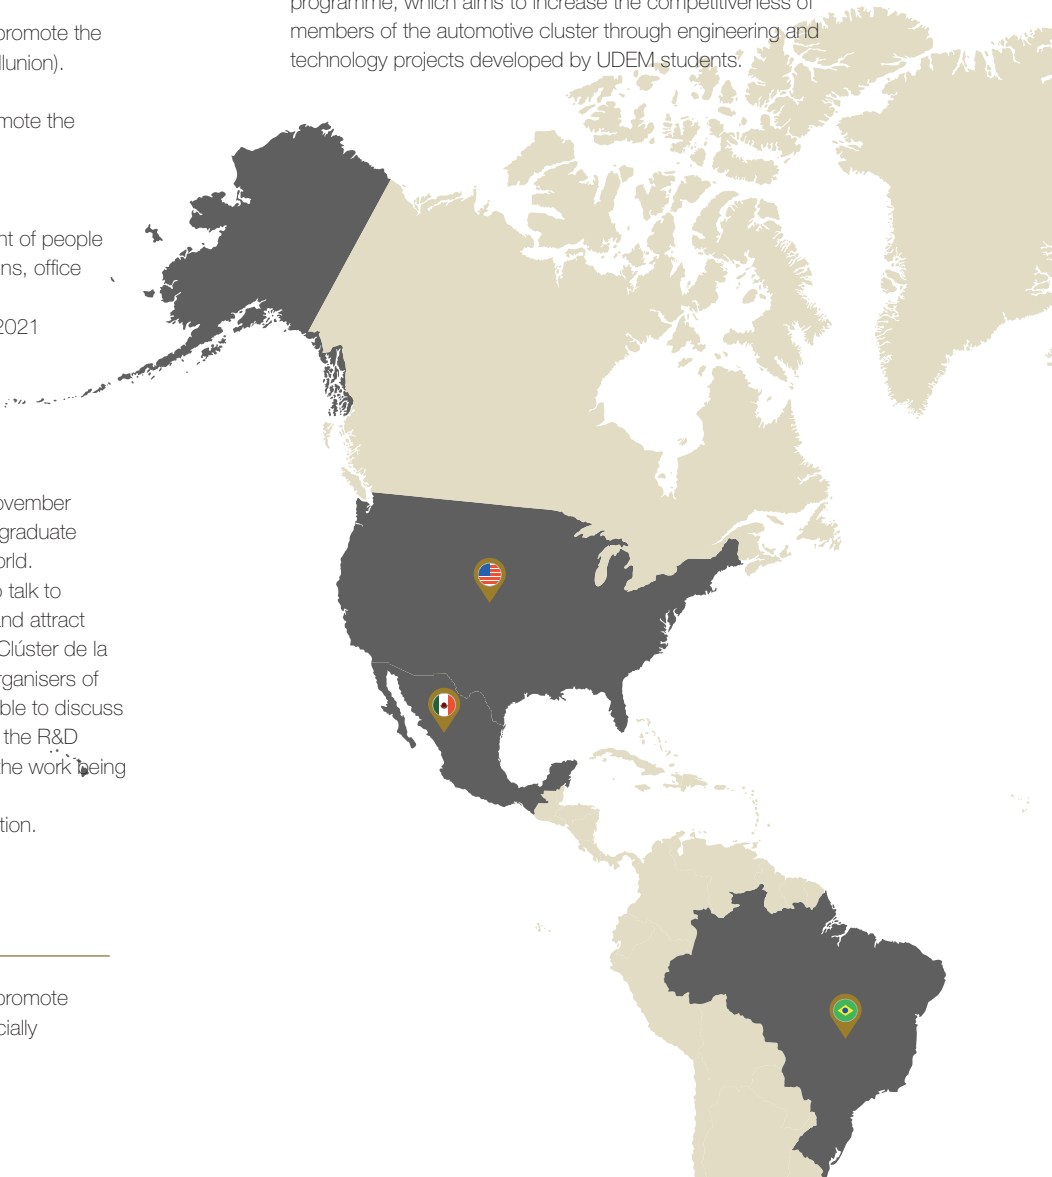 programme, which aims to increase the competitiveness of
members of the automotive cluster through engineering and
technology projects developed by UDEM students.
promote the
llunion).
mote the
nt of people
ns, office
2021
ovember
graduate
orld.
o talk to
and attract
Clúster de la
rganisers of
ble to discuss
the R&D
the work being
tion.
promote
cially